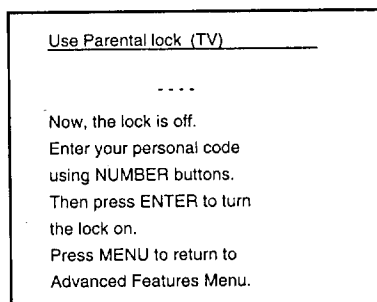 Use Parental lock (TV)
- - - -
Now, the lock is off.
Enter your personal code
using NUMBER buttons.
Then press ENTER to turn
the lock on.
Press MENU to return to
Advanced Features Menu.